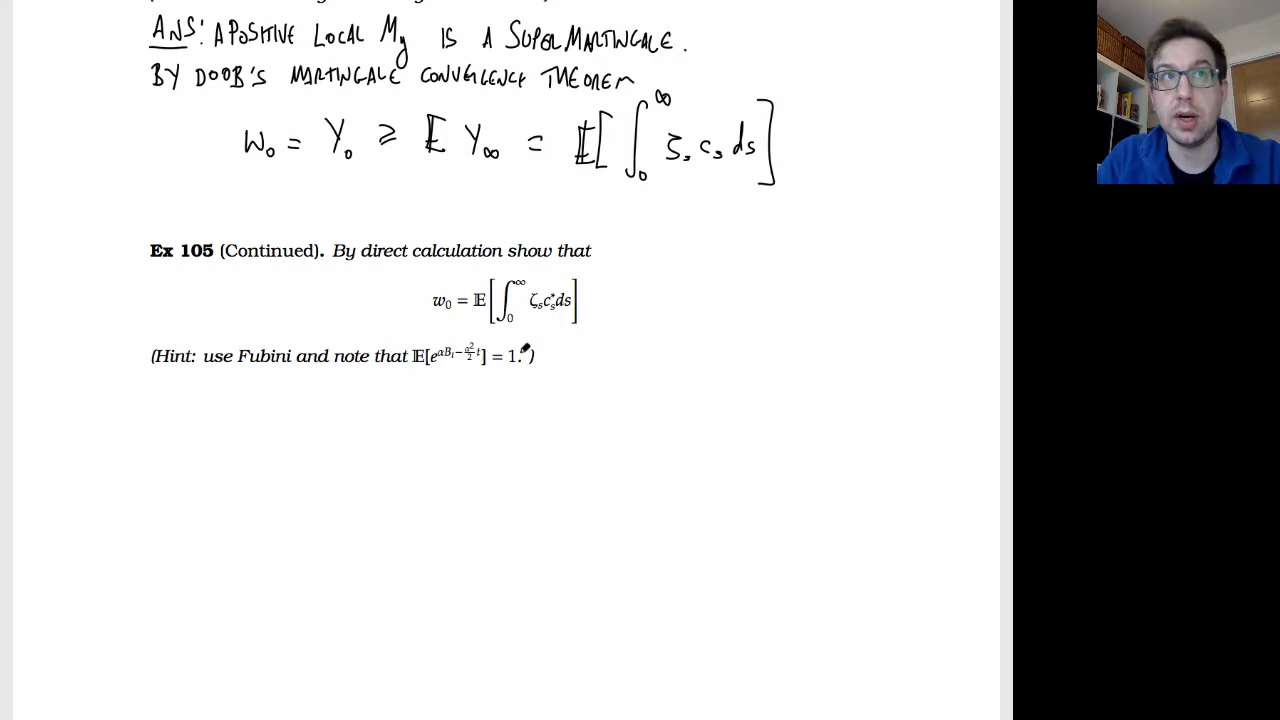 ANS: A POSITIVE LOCAL Mg IS A SUPERMARTINGALE.
BY DOOB'S MARTINGALE CONVERGENCE THEOREM
W₀ = Y₀ ≥ 𝔼 Y∞ = 𝔼[∫₀^∞ ζₛ cₛ ds]
Ex 105 (Continued). By direct calculation show that
w₀ = 𝔼[∫₀^∞ ζₛcₛ*ds]
(Hint: use Fubini and note that 𝔼[e^{αBₜ−\frac{α²}{2}t}] = 1.)